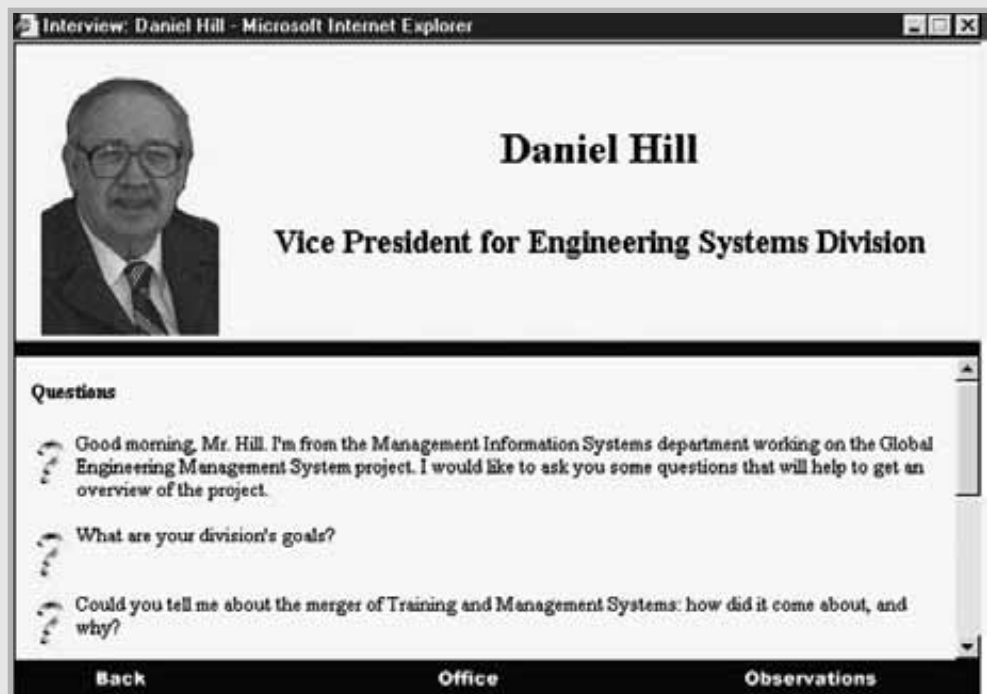 Interview: Daniel Hill - Microsoft Internet Explorer
Daniel Hill
Vice President for Engineering Systems Division
Questions
Good morning, Mr. Hill. I'm from the Management Information Systems department working on the Global
Engineering Management System project. I would like to ask you some questions that will help to get an
overview of the project.
What are your division's goals?
Could you tell me about the merger of Training and Management Systems: how did it come about, and
why?
Back Office Observations